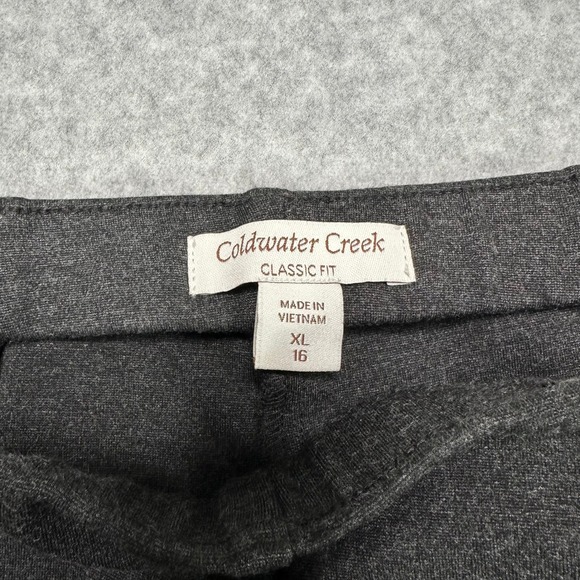 Coldwater Creek
CLASSIC FIT
MADE IN
VIETNAM
XL
16